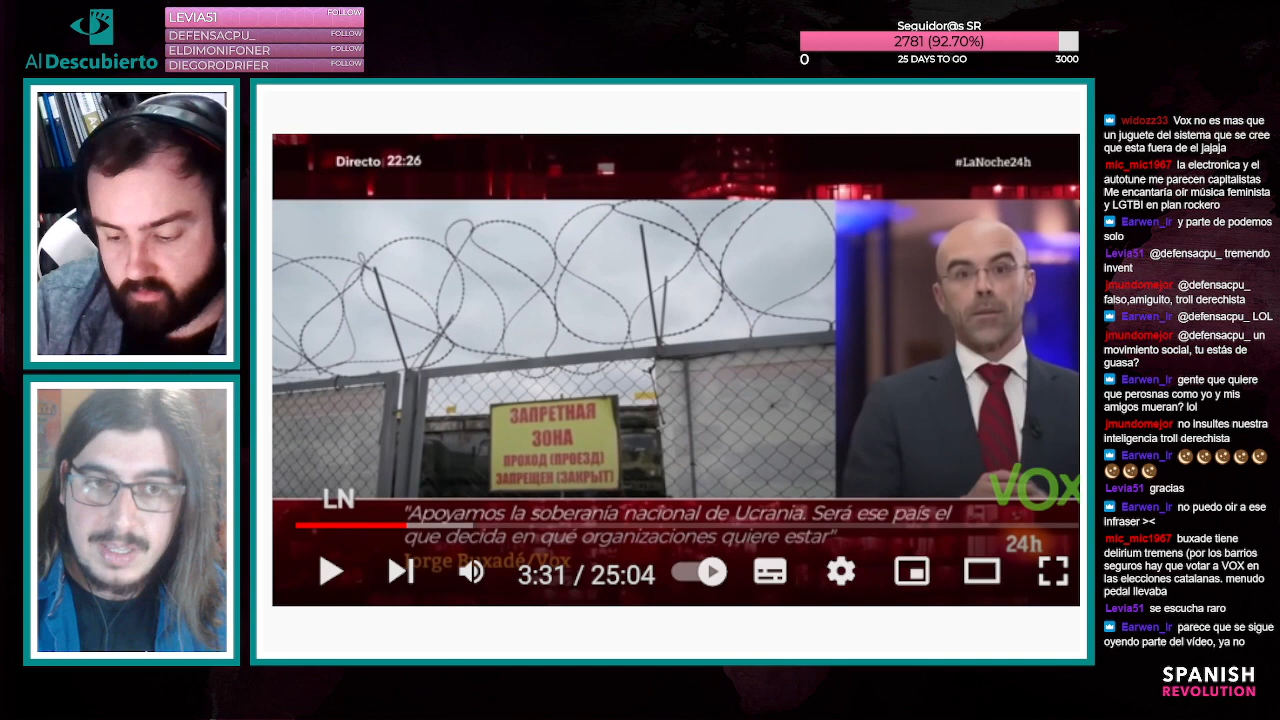 Al Descubierto
LEVIA51 FOLLOW
DEFENSACPU_ FOLLOW
ELDIMONIFONER FOLLOW
DIEGORODRIFER FOLLOW
Seguidor@s SR
2781 (92.70%)
0 25 DAYS TO GO 3000
Directo 22:26
#LaNoche24h
ЗАПРЕТНАЯ
ЗОНА
ПРОХОД (ПРОЕЗД)
ЗАПРЕЩЕН (ЗАКРЫТ)
VOX
LN
"Apoyamos la soberanía nacional de Ucrania. Será ese país el
que decida en qué organizaciones quiere estar"
Jorge Buxadé/Vox
24h
3:31 / 25:04
widozz33 Vox no es mas que
un juguete del sistema que se cree
que esta fuera de el jajaja
mic_mic1967 la electronica y el
autotune me parecen capitalistas
Me encantaría oír música feminista
y LGTBI en plan rockero
Earwen_lr y parte de podemos
solo
Levia51 @defensacpu_ tremendo
invent
jmundomejor @defensacpu_
falso,amiguito, troll derechista
Earwen_lr @defensacpu_ LOL
jmundomejor @defensacpu_ un
movimiento social, tu estás de
guasa?
Earwen_lr gente que quiere
que perosnas como yo y mis
amigos mueran? lol
jmundomejor no insultes nuestra
inteligencia troll derechista
Earwen_lr
Levia51 gracias
Earwen_lr no puedo oir a ese
infraser ><
mic_mic1967 buxade tiene
delirium tremens (por los barrios
seguros hay que votar a VOX en
las elecciones catalanas. menudo
pedal llevaba
Levia51 se escucha raro
Earwen_lr parece que se sigue
oyendo parte del vídeo, ya no
SPANISH
REVOLUTION